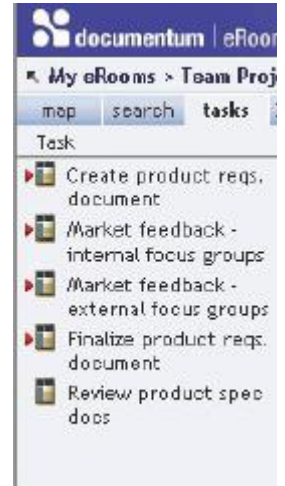 documentum | eRoom
My eRooms > Team Proj
map search tasks
Task
Create product reqs.
document
Market feedback -
internal focus groups
Market feedback -
external focus groups
Finalize product reqs.
document
Review product spec
docs